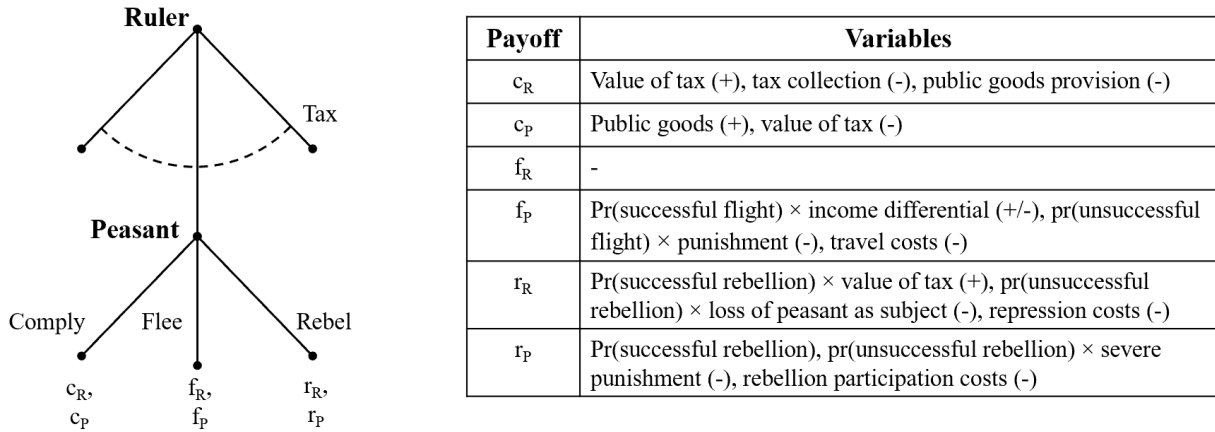 Ruler
Tax
Peasant
Comply
Flee
Rebel
c_R,
c_P
f_R,
f_P
r_R,
r_P
Payoff Variables
c_R Value of tax (+), tax collection (-), public goods provision (-)
c_P Public goods (+), value of tax (-)
f_R -
f_P Pr(successful flight) × income differential (+/-), pr(unsuccessful
flight) × punishment (-), travel costs (-)
r_R Pr(successful rebellion) × value of tax (+), pr(unsuccessful
rebellion) × loss of peasant as subject (-), repression costs (-)
r_P Pr(successful rebellion), pr(unsuccessful rebellion) × severe
punishment (-), rebellion participation costs (-)